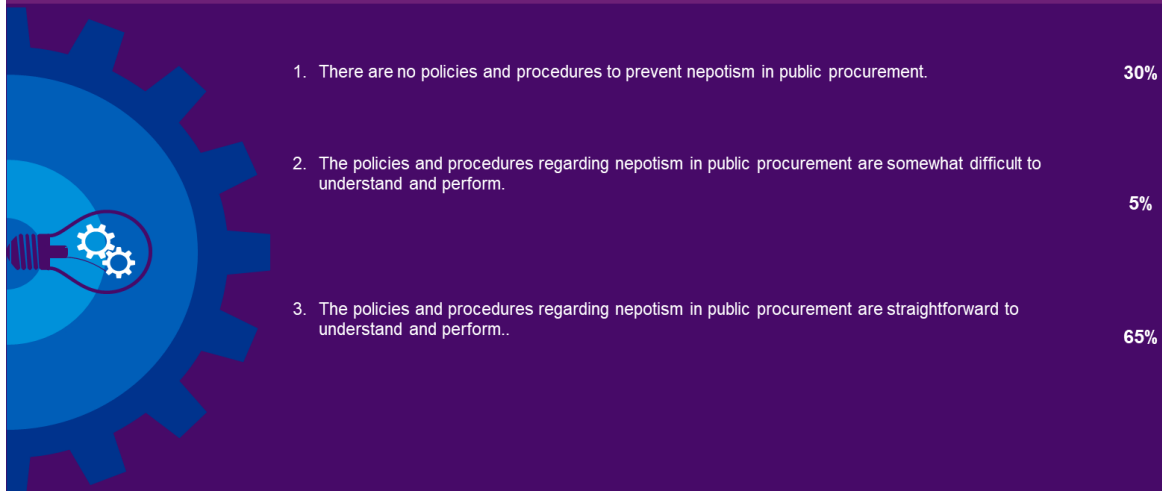 1. There are no policies and procedures to prevent nepotism in public procurement. 30%
2. The policies and procedures regarding nepotism in public procurement are somewhat difficult to
understand and perform.
5%
3. The policies and procedures regarding nepotism in public procurement are straightforward to
understand and perform..
65%